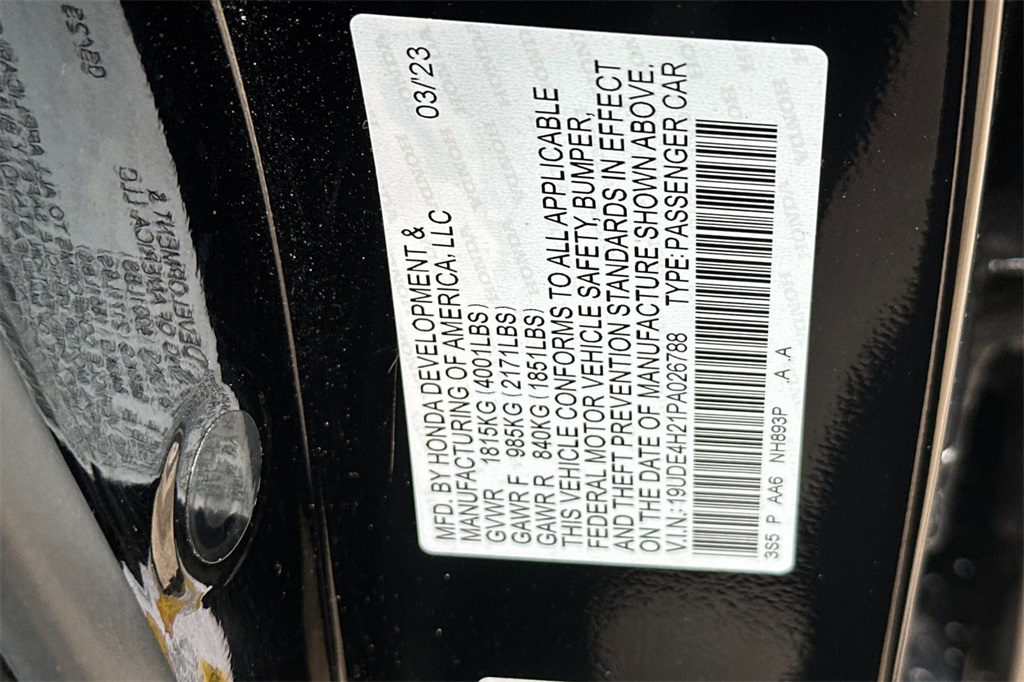 MFD. BY HONDA DEVELOPMENT &
MANUFACTURING OF AMERICA, LLC 03/'23
GVWR 1815KG (4001LBS)
GAWR F 985KG (2171LBS)
GAWR R 840KG (1851LBS)
THIS VEHICLE CONFORMS TO ALL APPLICABLE
FEDERAL MOTOR VEHICLE SAFETY, BUMPER,
AND THEFT PREVENTION STANDARDS IN EFFECT
ON THE DATE OF MANUFACTURE SHOWN ABOVE.
V.I.N.:19UDE4H21PA026788 TYPE:PASSENGER CAR
3S5 P AA6 NH893P A .A